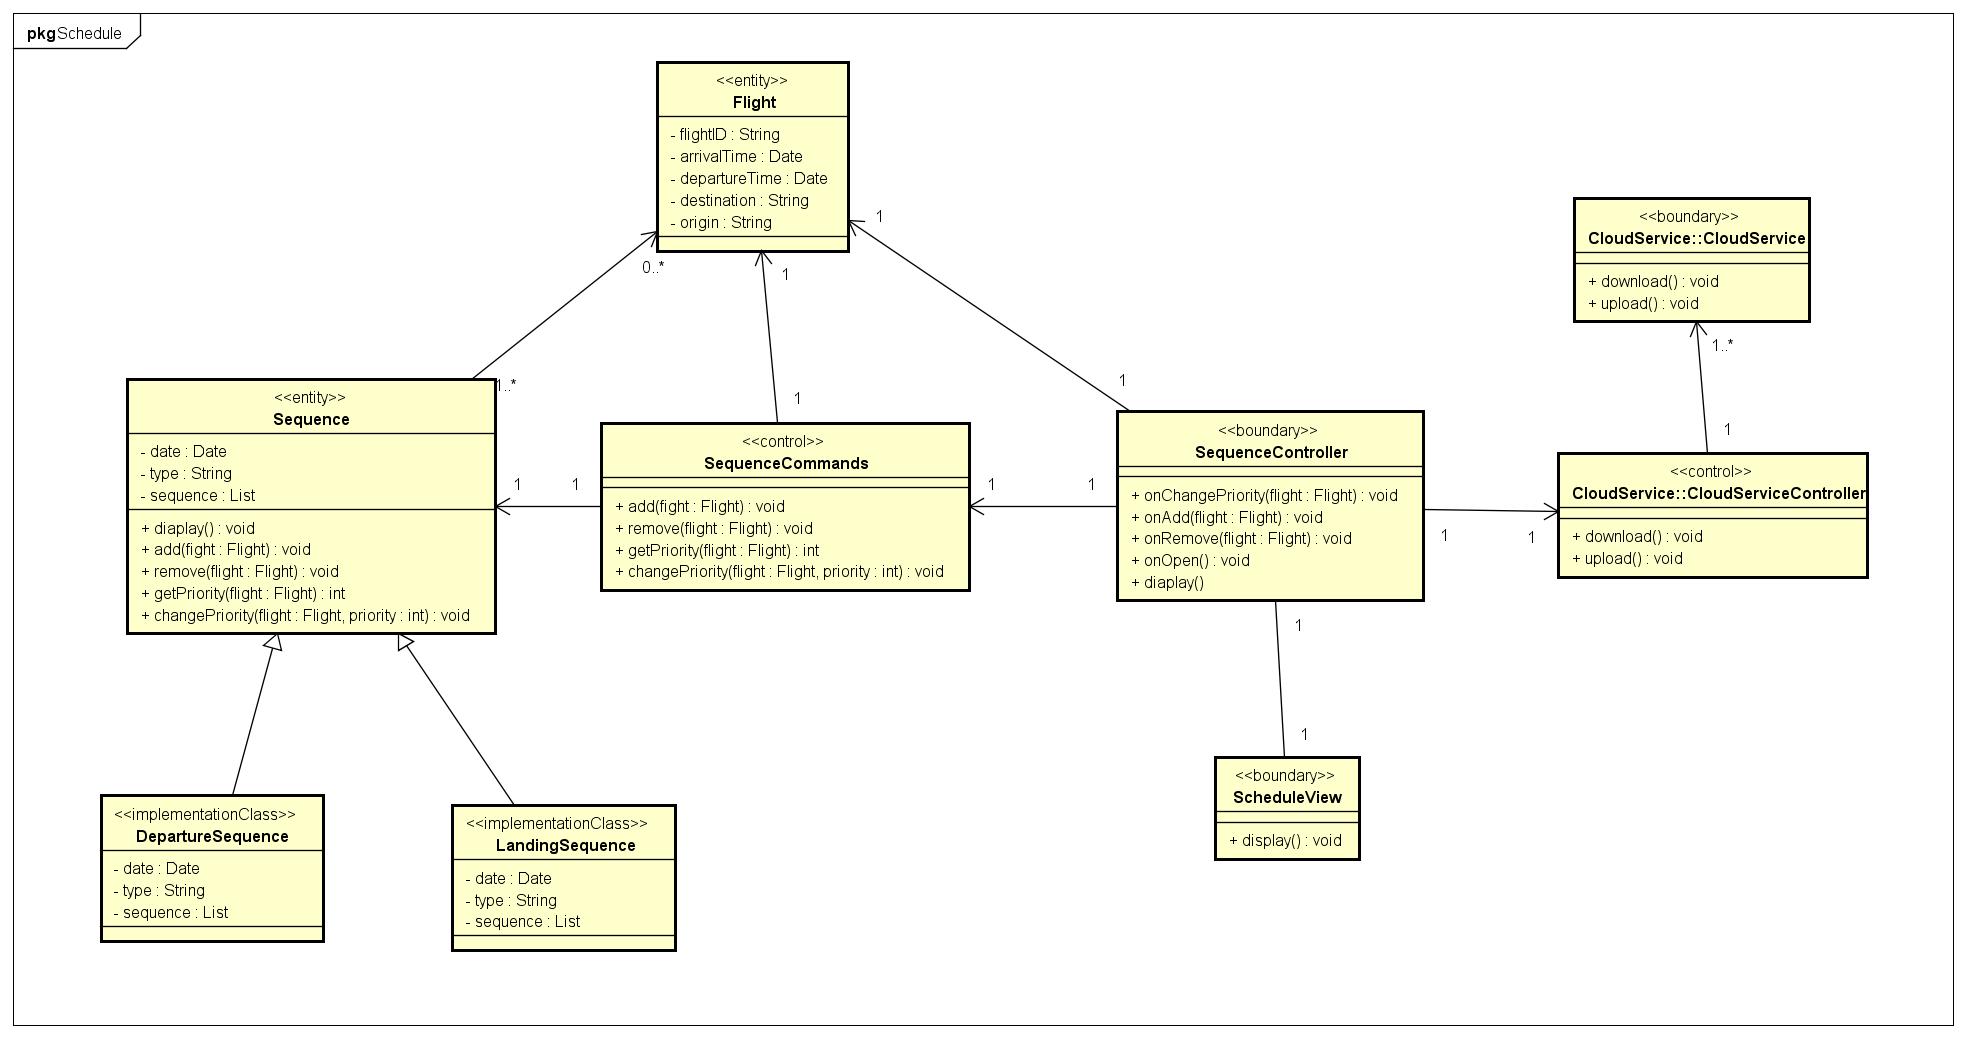 pkgSchedule
<<entity>>
Flight
- flightID : String
- arrivalTime : Date
- departureTime : Date
- destination : String
- origin : String
0..*
1
1
<<boundary>>
CloudService::CloudService
+ download() : void
+ upload() : void
1..*
1..*
1
1
1
<<entity>>
Sequence
- date : Date
- type : String
- sequence : List
+ diaplay() : void
+ add(fight : Flight) : void
+ remove(flight : Flight) : void
+ getPriority(flight : Flight) : int
+ changePriority(flight : Flight, priority : int) : void
1
1
<<control>>
SequenceCommands
+ add(fight : Flight) : void
+ remove(flight : Flight) : void
+ getPriority(flight : Flight) : int
+ changePriority(flight : Flight, priority : int) : void
1
1
<<boundary>>
SequenceController
+ onChangePriority(flight : Flight) : void
+ onAdd(flight : Flight) : void
+ onRemove(flight : Flight) : void
+ onOpen() : void
+ diaplay()
1
1
<<control>>
CloudService::CloudServiceController
+ download() : void
+ upload() : void
1
1
<<boundary>>
ScheduleView
+ display() : void
<<implementationClass>>
DepartureSequence
- date : Date
- type : String
- sequence : List
<<implementationClass>>
LandingSequence
- date : Date
- type : String
- sequence : List